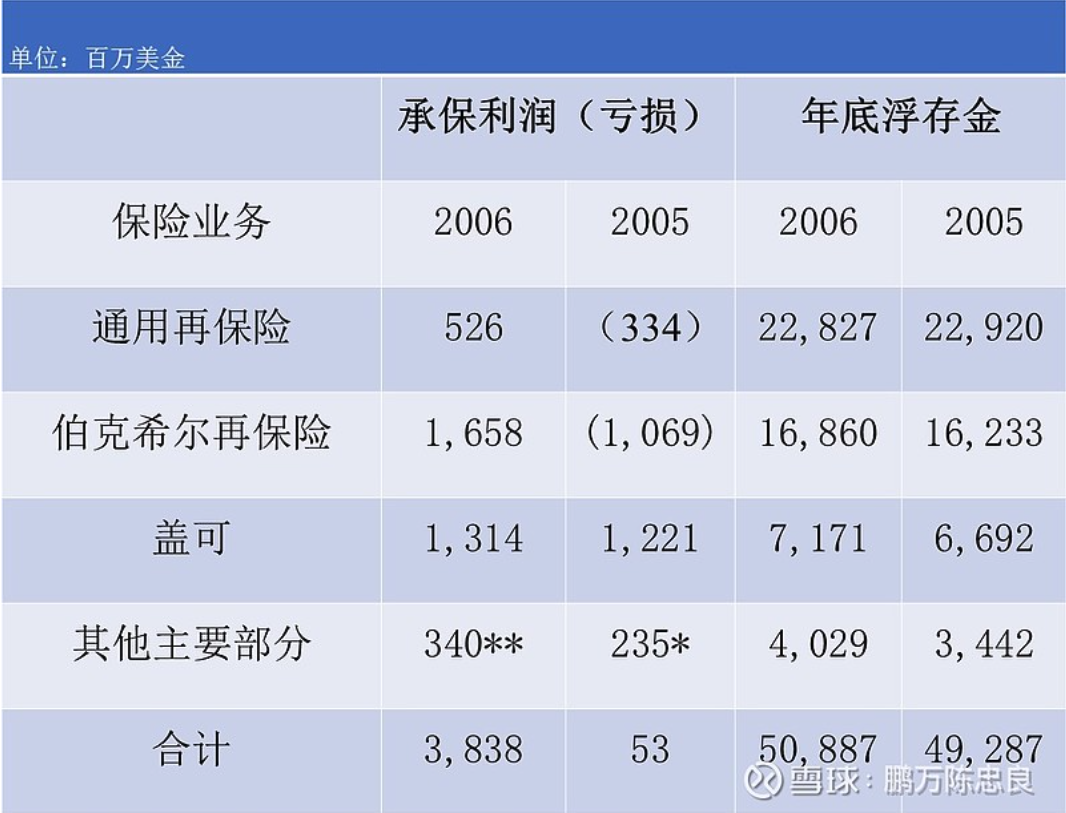 单位：百万美金
承保利润（亏损） 年底浮存金
保险业务 2006 2005 2006 2005
通用再保险 526 （334） 22,827 22,920
伯克希尔再保险 1,658 (1,069) 16,860 16,233
盖可 1,314 1,221 7,171 6,692
其他主要部分 340** 235* 4,029 3,442
合计 3,838 53 50,887 49,287
雪球：鹏万陈忠良